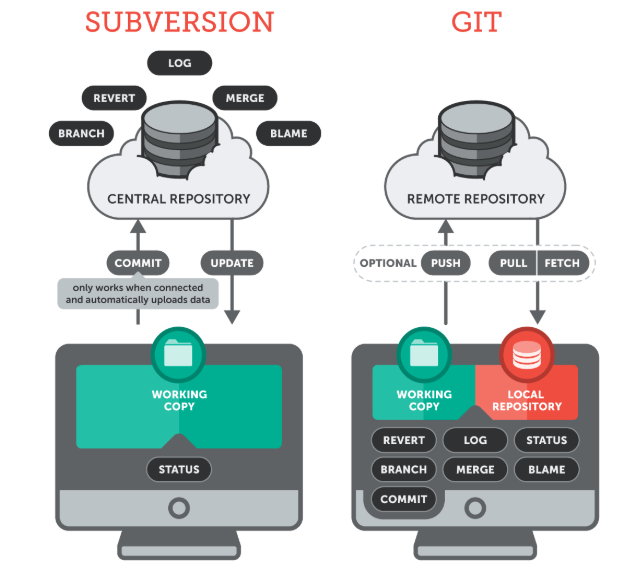 SUBVERSION
LOG
REVERT
MERGE
BRANCH
BLAME
CENTRAL REPOSITORY
COMMIT
UPDATE
only works when connected
and automatically uploads data
WORKING
COPY
STATUS
GIT
REMOTE REPOSITORY
OPTIONAL PUSH PULL FETCH
WORKING
COPY
LOCAL
REPOSITORY
REVERT LOG STATUS
BRANCH MERGE BLAME
COMMIT